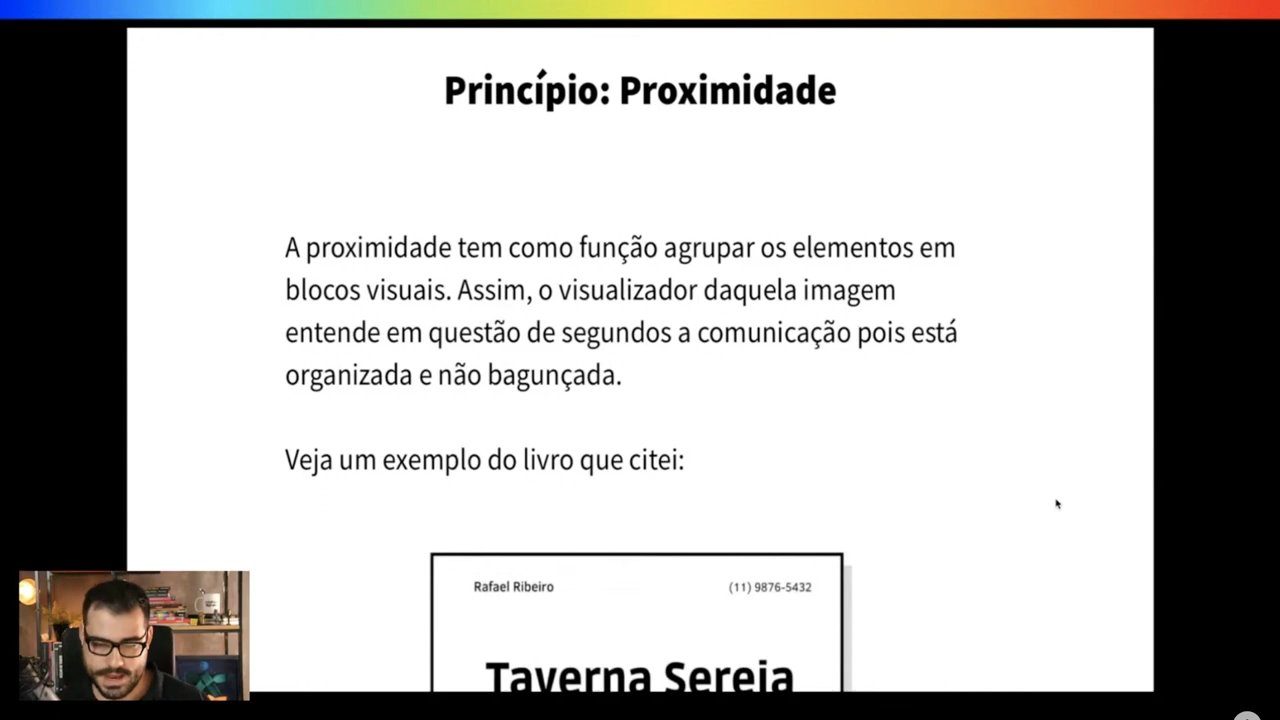 Princípio: Proximidade
A proximidade tem como função agrupar os elementos em
blocos visuais. Assim, o visualizador daquela imagem
entende em questão de segundos a comunicação pois está
organizada e não bagunçada.
Veja um exemplo do livro que citei:
Rafael Ribeiro
(11) 9876-5432
Taverna Sereia